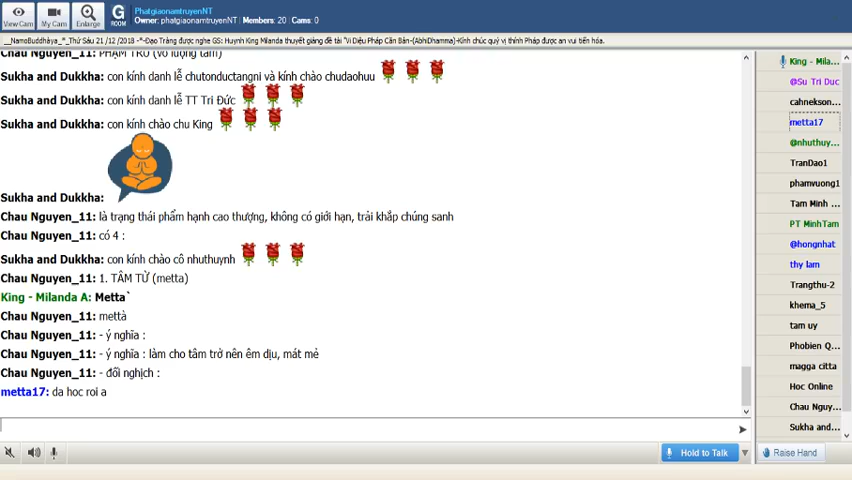 View Cam
My Cam
Enlarge
G
ROOM
PhatgiaonamtruyenNT
Owner: phatgiaonamtruyenNT | Members: 20 | Cams: 0
__NamoBuddhàya_*_Thứ Sáu 21 /12 /2018 -*-Đạo Tràng được nghe GS: Huynh King Milanda thuyết giảng đề tài "Vi Diệu Pháp Căn Bản-(AbhiDhamma)-Kính chúc quý vị thính Pháp được an vui tiến hóa.
Chau Nguyen_11: PHẠM TRÚ (vô lượng tâm)
Sukha and Dukkha: con kính danh lễ chutonductangni và kính chào chudaohuu
Sukha and Dukkha: con kính danh lễ TT Tri Đức
Sukha and Dukkha: con kính chào chu King
Sukha and Dukkha:
Chau Nguyen_11: là trạng thái phẩm hạnh cao thượng, không có giới hạn, trải khắp chúng sanh
Chau Nguyen_11: có 4 :
Sukha and Dukkha: con kính chào cô nhuthuynh
Chau Nguyen_11: 1. TÂM TỪ (metta)
King - Milanda A: Metta`
Chau Nguyen_11: mettà
Chau Nguyen_11: - ý nghĩa :
Chau Nguyen_11: - ý nghĩa : làm cho tâm trở nên êm dịu, mát mẻ
Chau Nguyen_11: - đối nghịch :
metta17: da hoc roi a
King - Mila...
@Su Tri Duc
cahnekson...
metta17
@nhuthuy...
TranDao1
phamvuong1
Tam Minh ...
PT MinhTam
@hongnhat
thy lam
Trangthu-2
khema_5
tam uy
Phobien Q...
magga citta
Hoc Online
Chau Nguy...
Sukha and...
Hold to Talk
Raise Hand